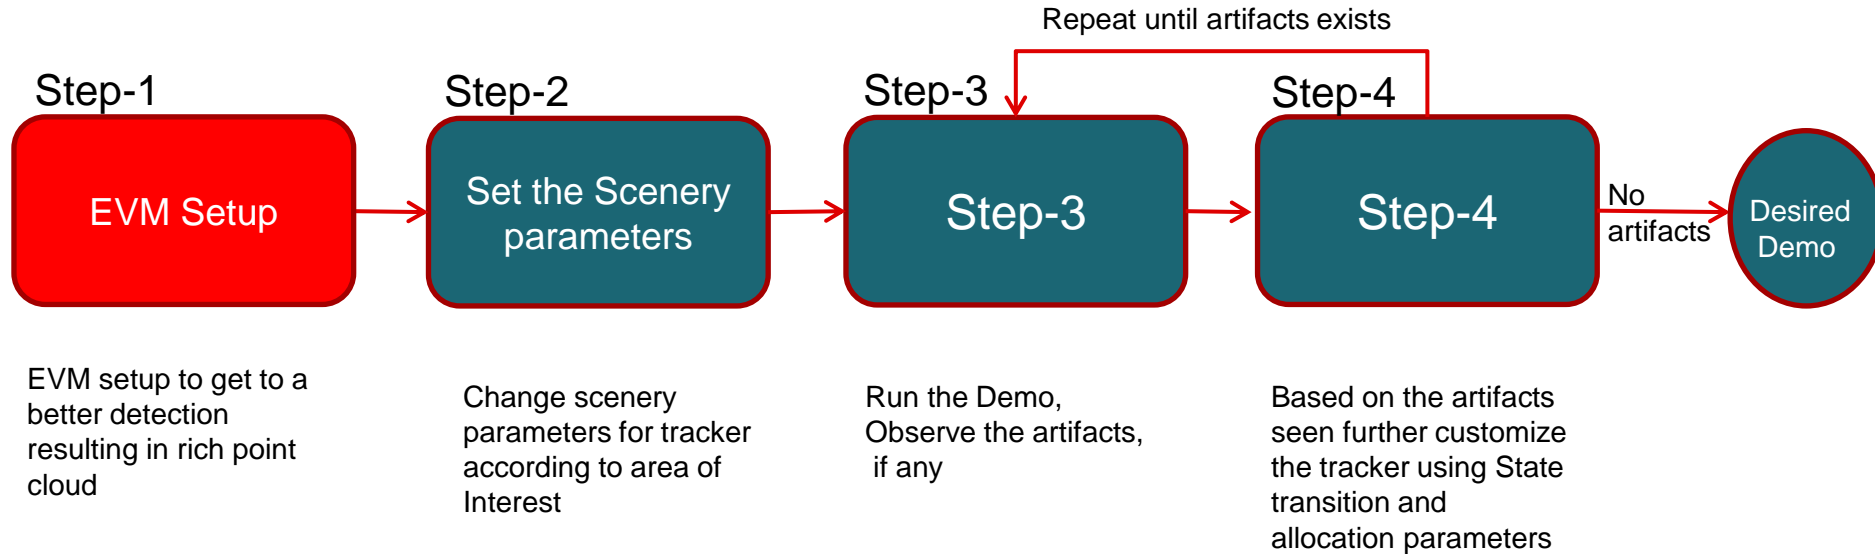 Repeat until artifacts exists
Step-1
Step-2
Step-3
Step-4
EVM Setup
Set the Scenery
parameters
Step-3
Step-4
No
artifacts
Desired
Demo
EVM setup to get to a
better detection
resulting in rich point
cloud
Change scenery
parameters for tracker
according to area of
Interest
Run the Demo,
Observe the artifacts,
if any
Based on the artifacts
seen further customize
the tracker using State
transition and
allocation parameters